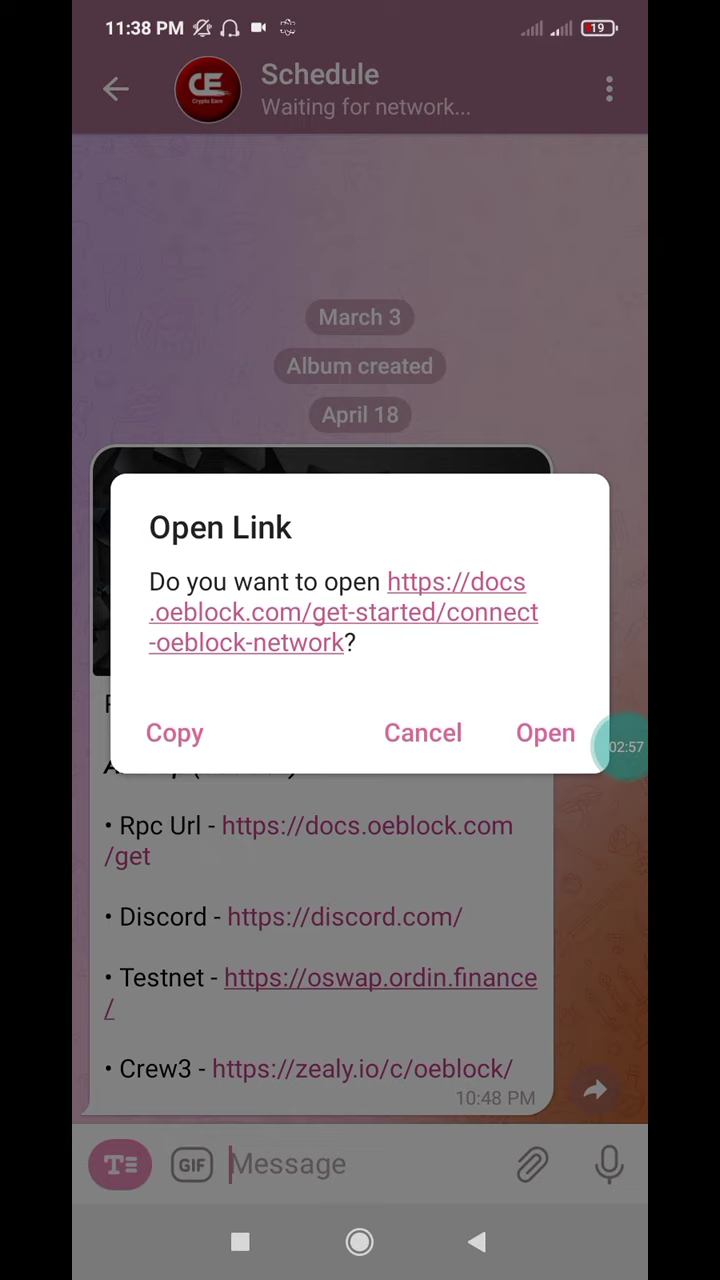 11:38 PM
19
CE
Crypto Earn
Schedule
Waiting for network...
March 3
Album created
April 18
Open Link
Do you want to open https://docs
.oeblock.com/get-started/connect
-oeblock-network?
Copy
Cancel
Open
02:57
• Rpc Url - https://docs.oeblock.com
/get
• Discord - https://discord.com/
• Testnet - https://oswap.ordin.finance
/
• Crew3 - https://zealy.io/c/oeblock/
10:48 PM
T
GIF
Message